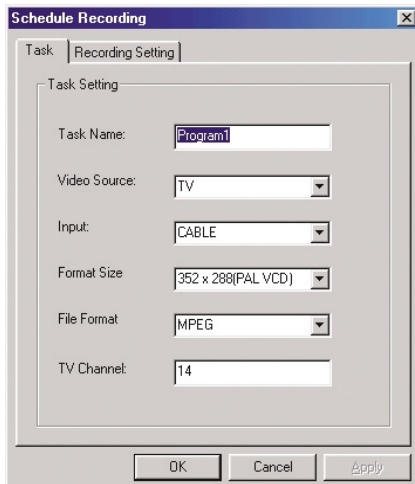 Schedule Recording
Task Recording Setting
Task Setting
Task Name: Program1
Video Source: TV
Input: CABLE
Format Size 352 x 288(PAL VCD)
File Format MPEG
TV Channel: 14
OK Cancel Apply